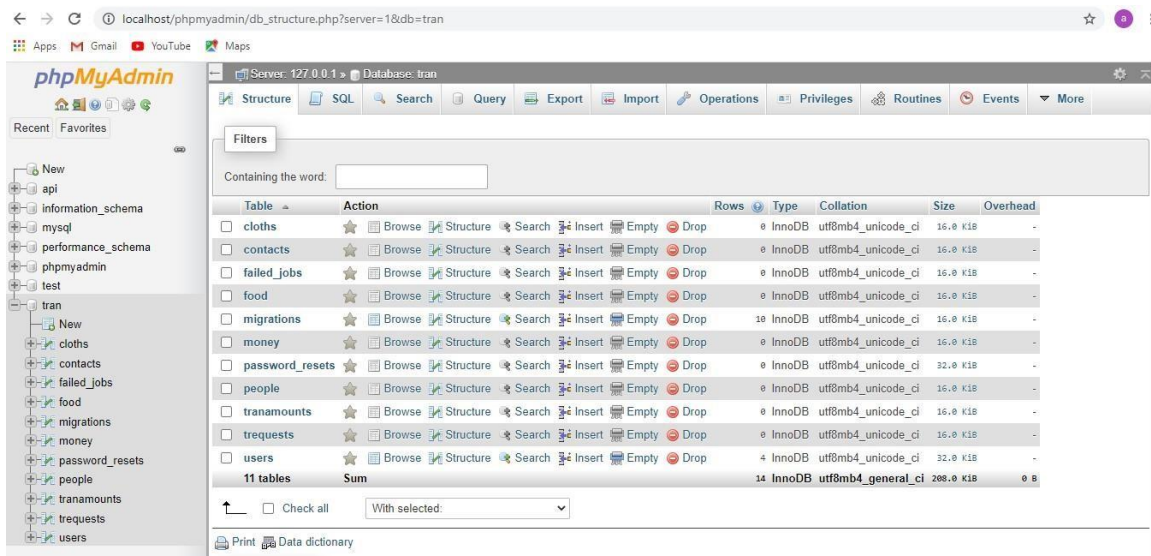 localhost/phpmyadmin/db_structure.php?server=1&db=tran
a
Apps Gmail YouTube Maps
phpMyAdmin
Recent Favorites
New
api
information_schema
mysql
performance_schema
phpmyadmin
test
tran
New
cloths
contacts
failed_jobs
food
migrations
money
password_resets
people
tranamounts
trequests
users
Server: 127.0.0.1 » Database: tran
Structure SQL Search Query Export Import Operations Privileges Routines Events More
Filters
Containing the word:
Table Action Rows Type Collation Size Overhead
cloths Browse Structure Search Insert Empty Drop 0 InnoDB utf8mb4_unicode_ci 16.0 KiB -
contacts Browse Structure Search Insert Empty Drop 0 InnoDB utf8mb4_unicode_ci 16.0 KiB -
failed_jobs Browse Structure Search Insert Empty Drop 0 InnoDB utf8mb4_unicode_ci 16.0 KiB -
food Browse Structure Search Insert Empty Drop 0 InnoDB utf8mb4_unicode_ci 16.0 KiB -
migrations Browse Structure Search Insert Empty Drop 10 InnoDB utf8mb4_unicode_ci 16.0 KiB -
money Browse Structure Search Insert Empty Drop 0 InnoDB utf8mb4_unicode_ci 16.0 KiB -
password_resets Browse Structure Search Insert Empty Drop 0 InnoDB utf8mb4_unicode_ci 32.0 KiB -
people Browse Structure Search Insert Empty Drop 0 InnoDB utf8mb4_unicode_ci 16.0 KiB -
tranamounts Browse Structure Search Insert Empty Drop 0 InnoDB utf8mb4_unicode_ci 16.0 KiB -
trequests Browse Structure Search Insert Empty Drop 0 InnoDB utf8mb4_unicode_ci 16.0 KiB -
users Browse Structure Search Insert Empty Drop 4 InnoDB utf8mb4_unicode_ci 32.0 KiB -
11 tables Sum 14 InnoDB utf8mb4_general_ci 208.0 KiB 0 B
Check all With selected:
Print Data dictionary